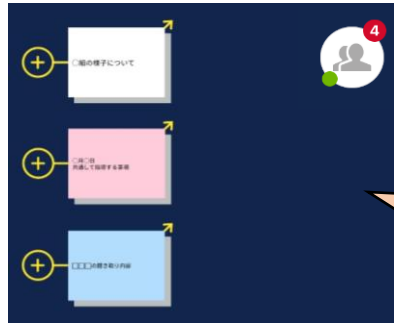 〇組の様子について
4
〇月〇日
共通して指導する事項
□□□の聞き取り内容